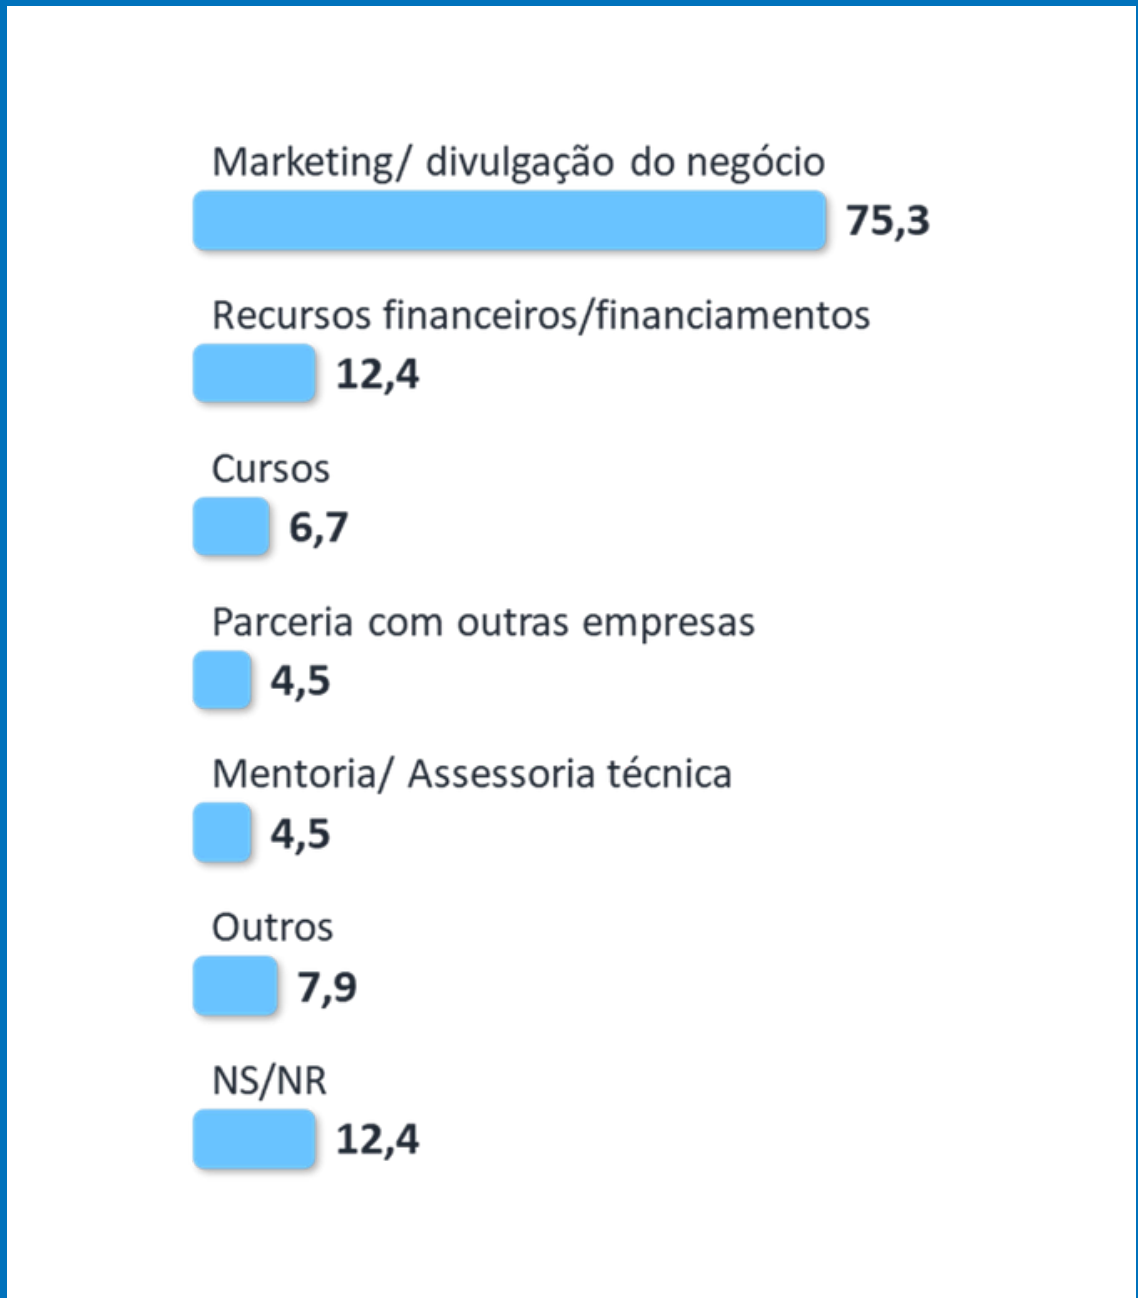 Marketing/ divulgação do negócio
75,3
Recursos financeiros/financiamentos
12,4
Cursos
6,7
Parceria com outras empresas
4,5
Mentoria/ Assessoria técnica
4,5
Outros
7,9
NS/NR
12,4